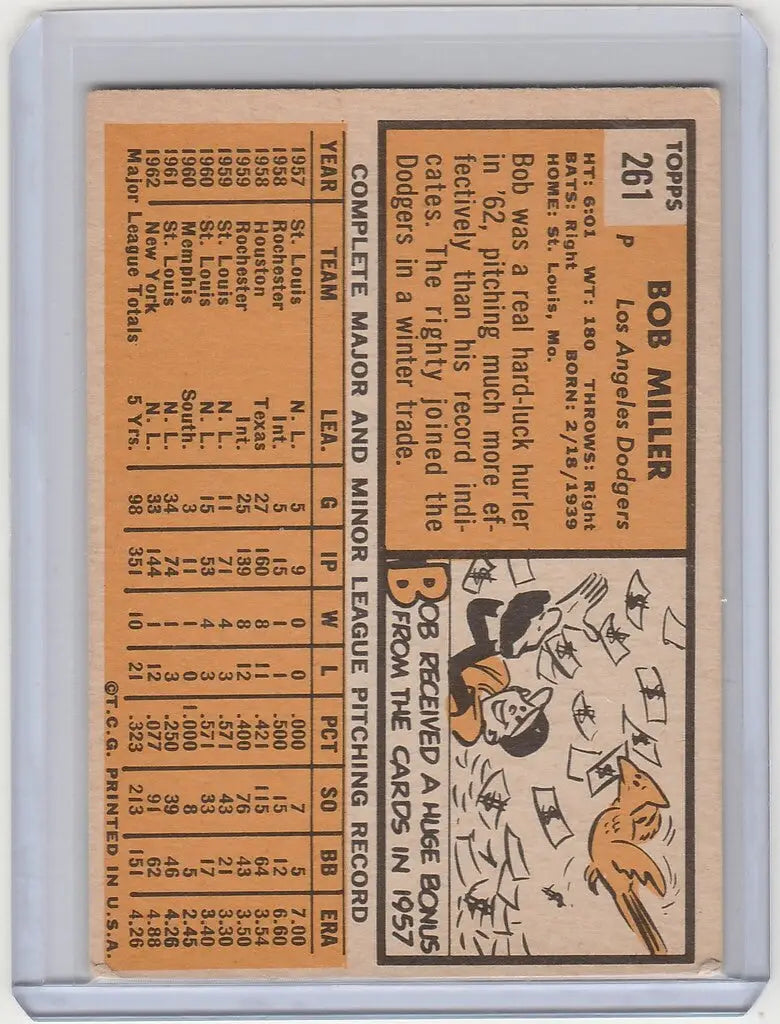 TOPPS
261
P
BOB MILLER
Los Angeles Dodgers
HT: 6:01 WT: 180 THROWS: Right
BATS: Right BORN: 2/18/1939
HOME: St. Louis, Mo.
Bob was a real hard-luck hurler
in '62, pitching much more ef-
fectively than his record indi-
cates. The righty joined the
Dodgers in a winter trade.
BOB RECEIVED A HUGE BONUS
FROM THE CARDS IN 1957
COMPLETE MAJOR AND MINOR LEAGUE PITCHING RECORD
YEAR TEAM LEA. G IP W L PCT SO BB ERA
1957 St. Louis N. L. 5 9 0 0 .000 7 5 7.00
1958 Rochester Int. 5 15 1 1 .500 15 12 6.60
1958 Houston Texas 27 160 8 11 .421 115 64 3.54
1959 Rochester Int. 25 139 8 12 .400 76 43 3.50
1959 St. Louis N. L. 11 71 4 3 .571 43 21 3.30
1960 St. Louis N. L. 15 53 4 3 .571 33 17 3.40
1960 Memphis South. 3 11 1 0 1.000 8 5 2.45
1961 St. Louis N. L. 34 74 1 3 .250 39 46 4.26
1962 New York N. L. 33 144 1 12 .077 91 62 4.88
Major League Totals 5 Yrs. 98 351 10 21 .323 213 151 4.26
©T.C.G. PRINTED IN U.S.A.